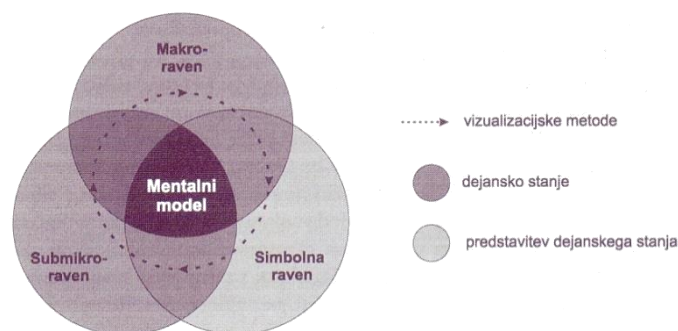 Makro-
raven
Mentalni
model
Submikro-
raven
Simbolna
raven
vizualizacijske metode
dejansko stanje
predstavitev dejanskega stanja